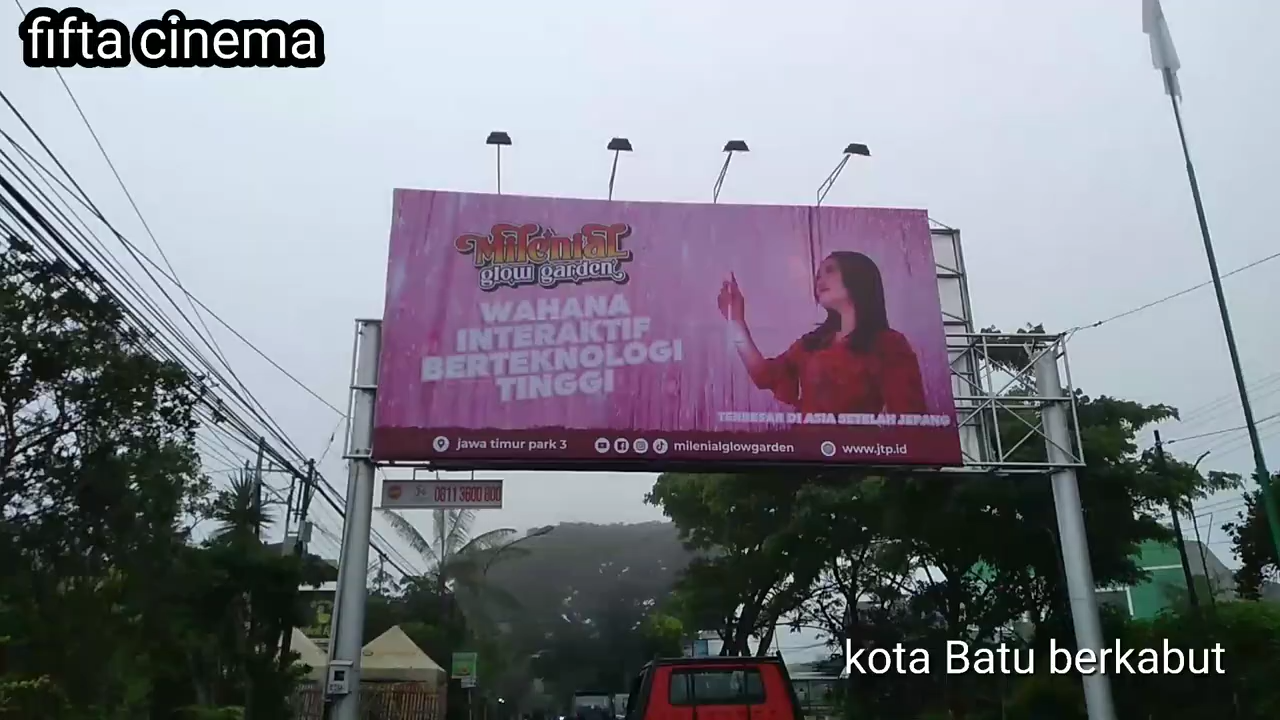 fifta cinema
Milenial
glow garden
WAHANA
INTERAKTIF
BERTEKNOLOGI
TINGGI
TERBESAR DI ASIA SETELAH JEPANG
jawa timur park 3 milenialglowgarden www.jtp.id
0811 3600 800
kota Batu berkabut